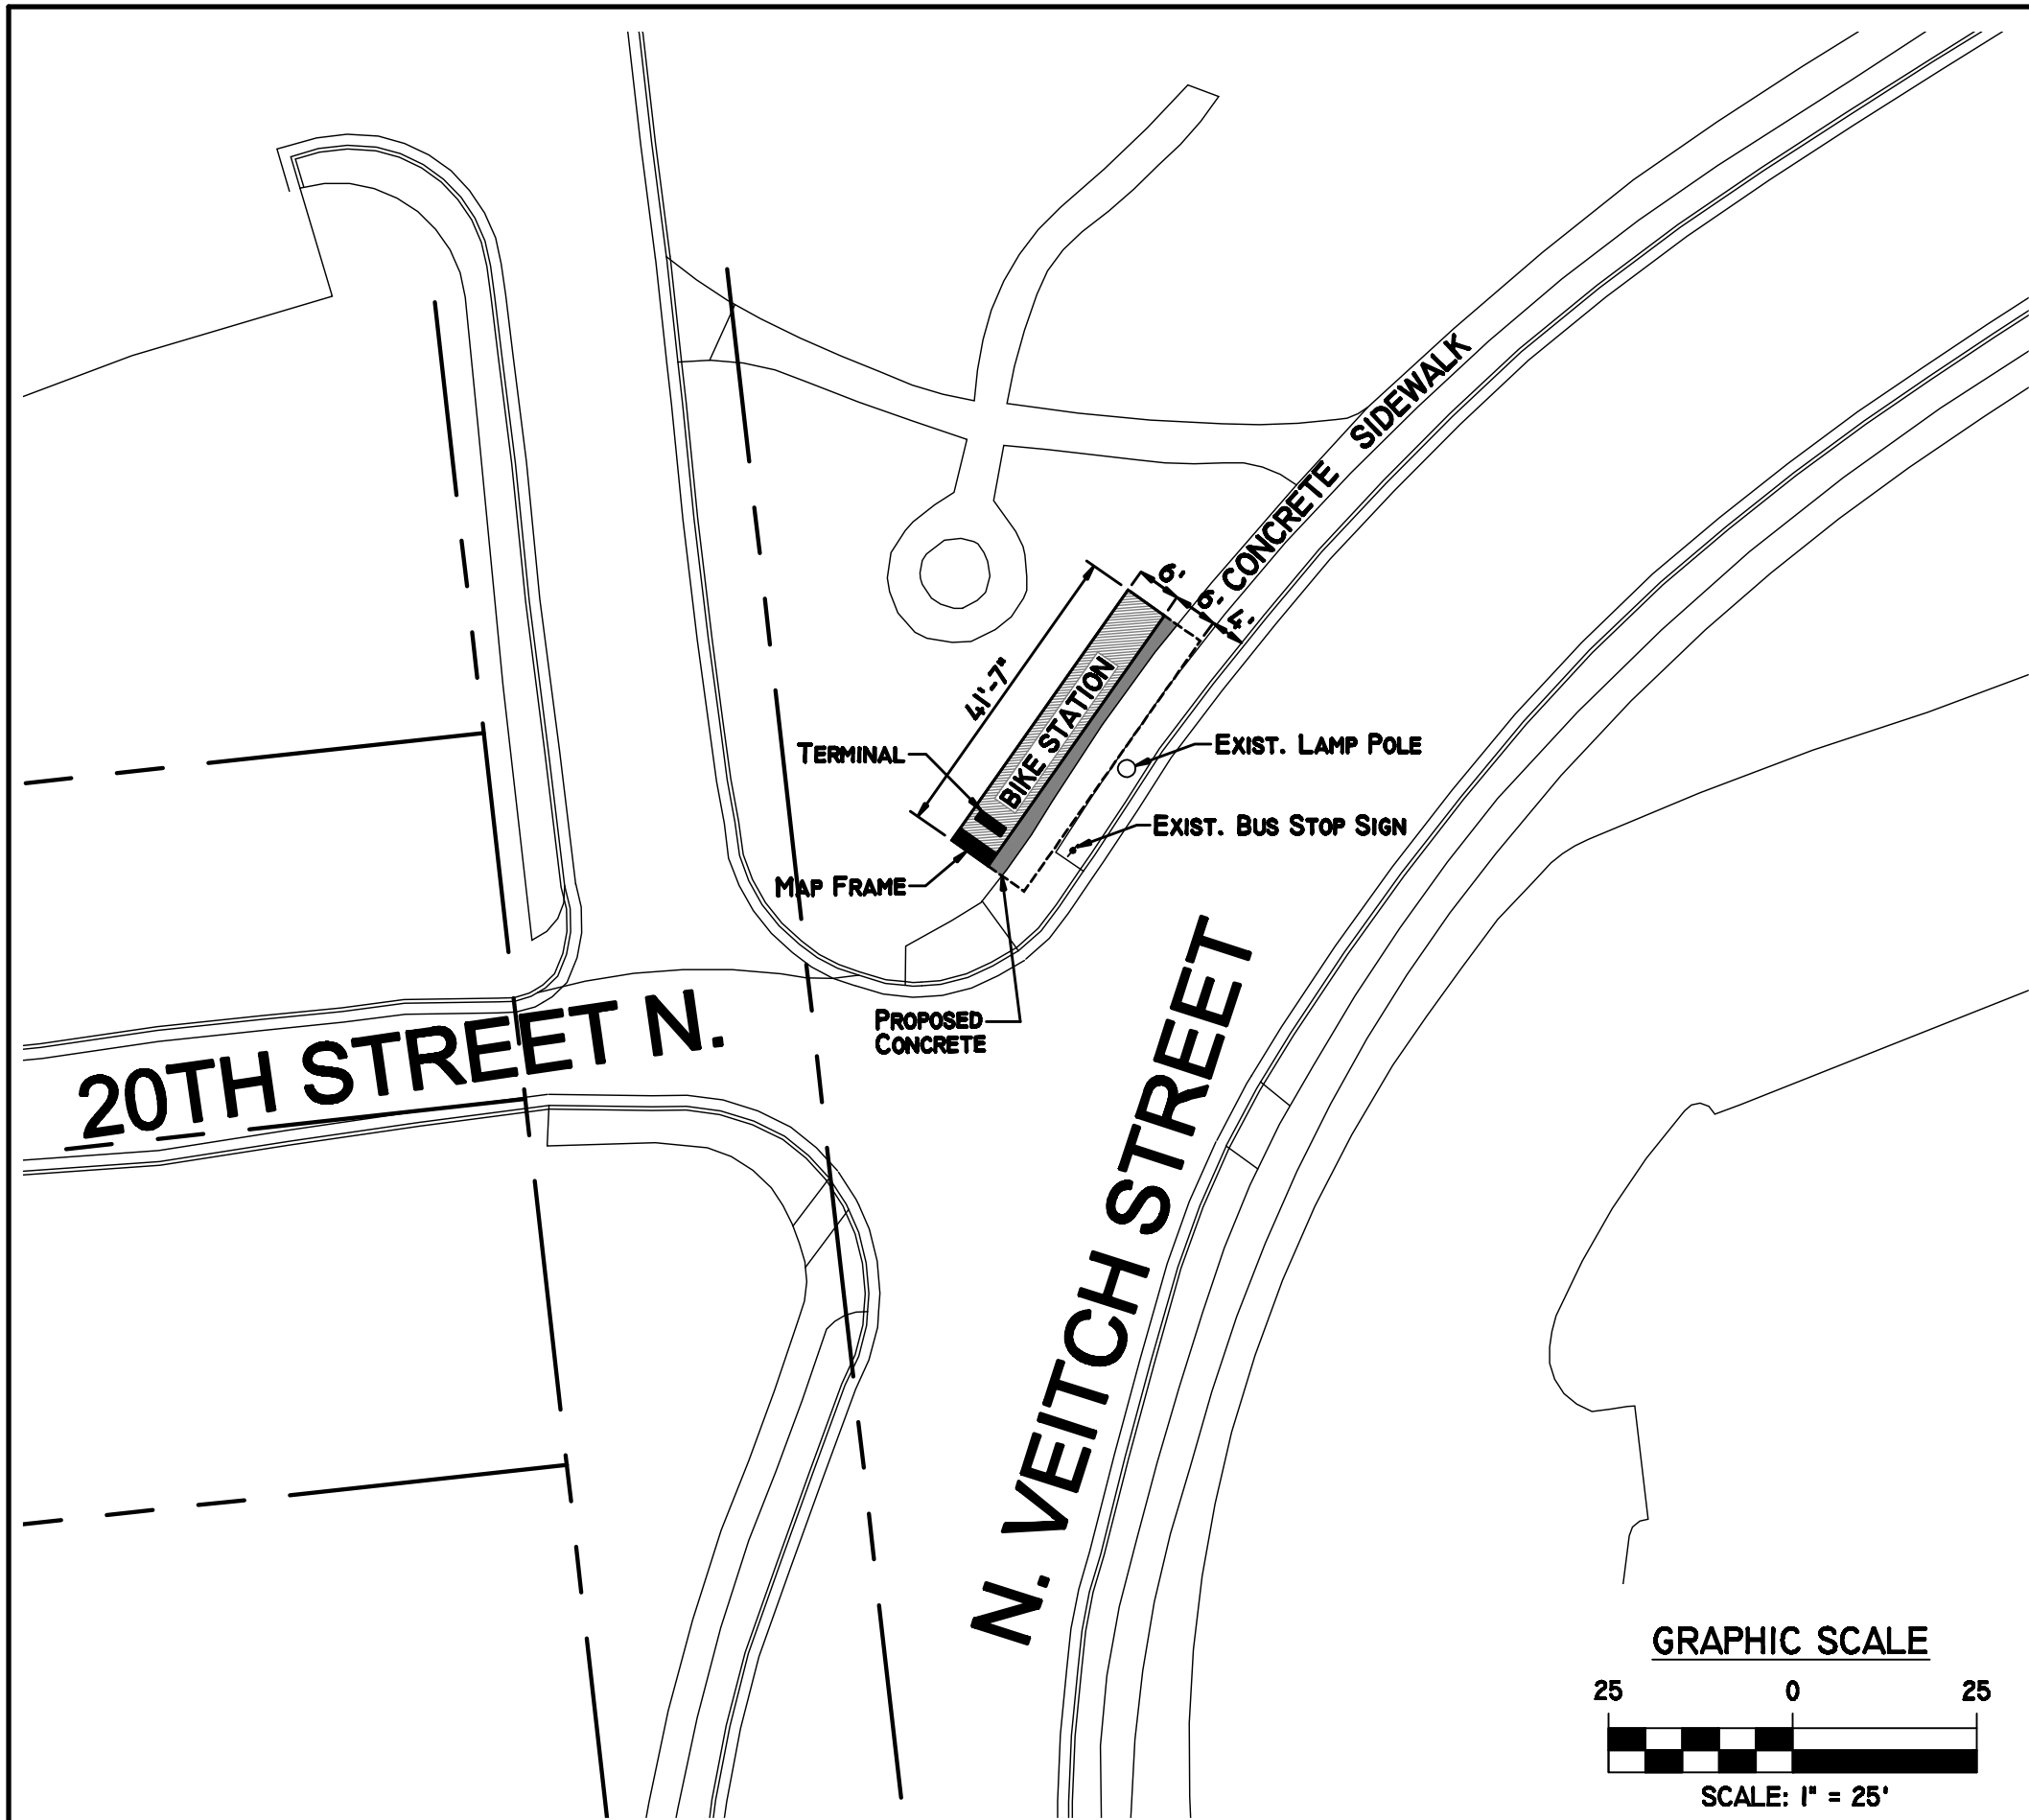 CONCRETE SIDEWALK
6'
6'
4'
41'-7"
BIKE STATION
TERMINAL
EXIST. LAMP POLE
EXIST. BUS STOP SIGN
MAP FRAME
PROPOSED
CONCRETE
20TH STREET N.
N. VEITCH STREET
GRAPHIC SCALE
25 0 25
SCALE: 1" = 25'